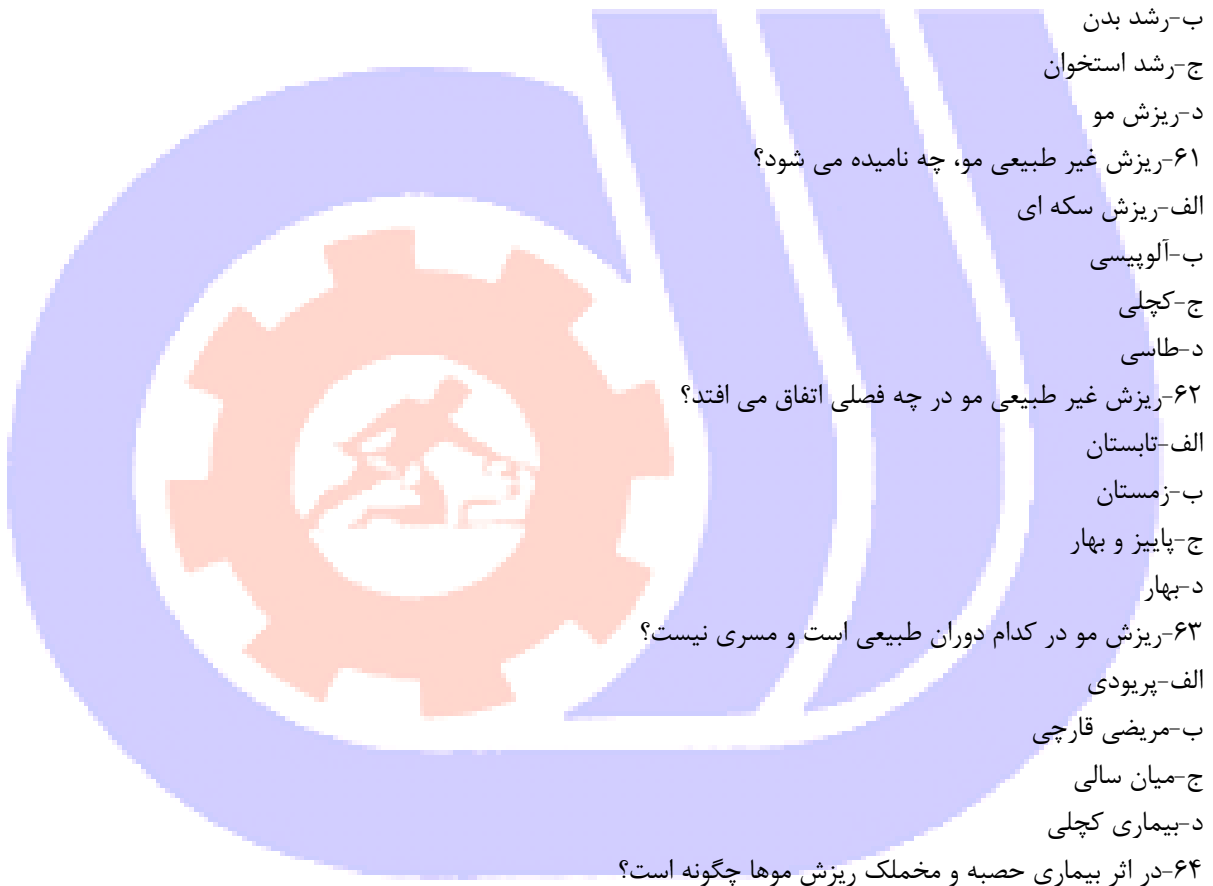 ب-رشد بدن
ج-رشد استخوان
د-ریزش مو
۶۱-ریزش غیر طبیعی مو، چه نامیده می شود؟
الف-ریزش سکه ای
ب-آلوپیسی
ج-کچلی
د-طاسی
۶۲-ریزش غیر طبیعی مو در چه فصلی اتفاق می افتد؟
الف-تابستان
ب-زمستان
ج-پاییز و بهار
د-بهار
۶۳-ریزش مو در کدام دوران طبیعی است و مسری نیست؟
الف-پریودی
ب-مریضی قارچی
ج-میان سالی
د-بیماری کچلی
۶۴-در اثر بیماری حصبه و مخملک ریزش موها چگونه است؟